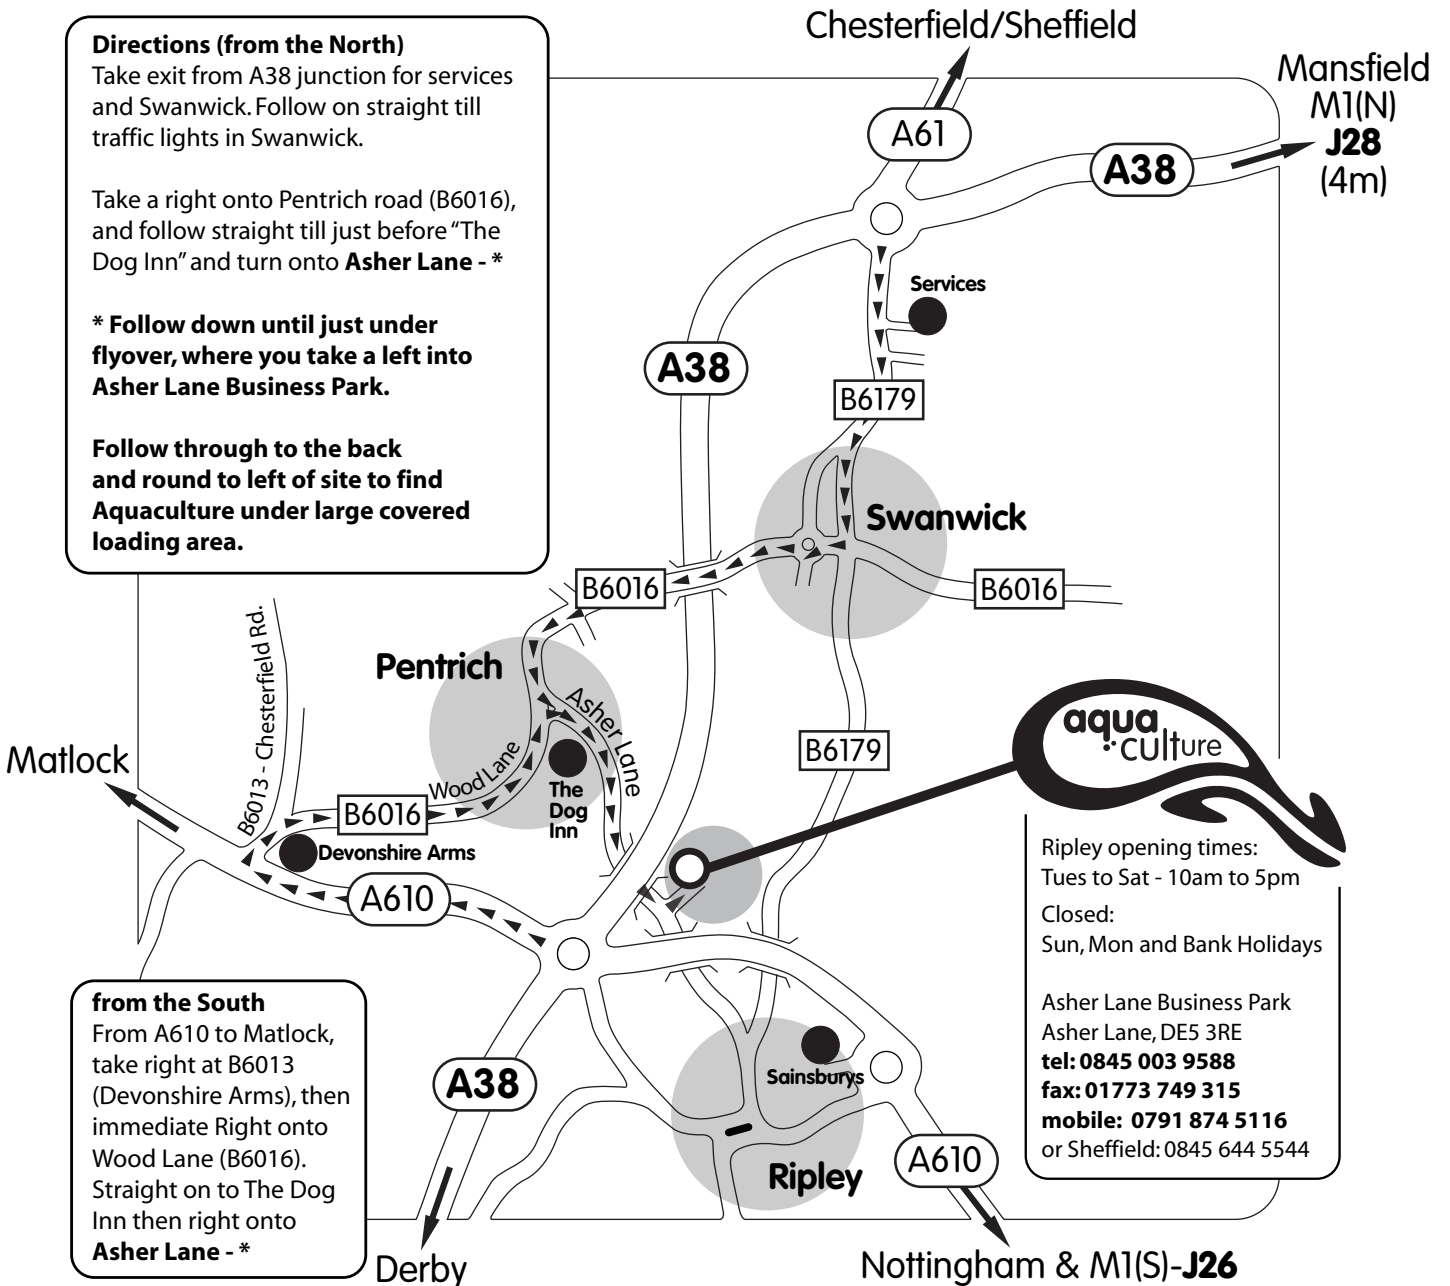 Directions (from the North)
Take exit from A38 junction for services
and Swanwick. Follow on straight till
traffic lights in Swanwick.
Take a right onto Pentrich road (B6016),
and follow straight till just before “The
Dog Inn” and turn onto Asher Lane - *
* Follow down until just under
flyover, where you take a left into
Asher Lane Business Park.
Follow through to the back
and round to left of site to find
Aquaculture under large covered
loading area.
Chesterfield/Sheffield
Mansfield
M1(N)
J28
(4m)
A61
A38
Services
A38
B6179
Swanwick
B6016
B6016
B6013 - Chesterfield Rd.
Pentrich
Asher Lane
Wood Lane
The
Dog
Inn
B6179
Matlock
B6016
Devonshire Arms
A610
aqua
culture
Ripley opening times:
Tues to Sat - 10am to 5pm
Closed:
Sun, Mon and Bank Holidays
Asher Lane Business Park
Asher Lane, DE5 3RE
tel: 0845 003 9588
fax: 01773 749 315
mobile: 0791 874 5116
or Sheffield: 0845 644 5544
from the South
From A610 to Matlock,
take right at B6013
(Devonshire Arms), then
immediate Right onto
Wood Lane (B6016).
Straight on to The Dog
Inn then right onto
Asher Lane - *
A38
Sainsburys
Ripley
A610
Derby
Nottingham & M1(S)-J26